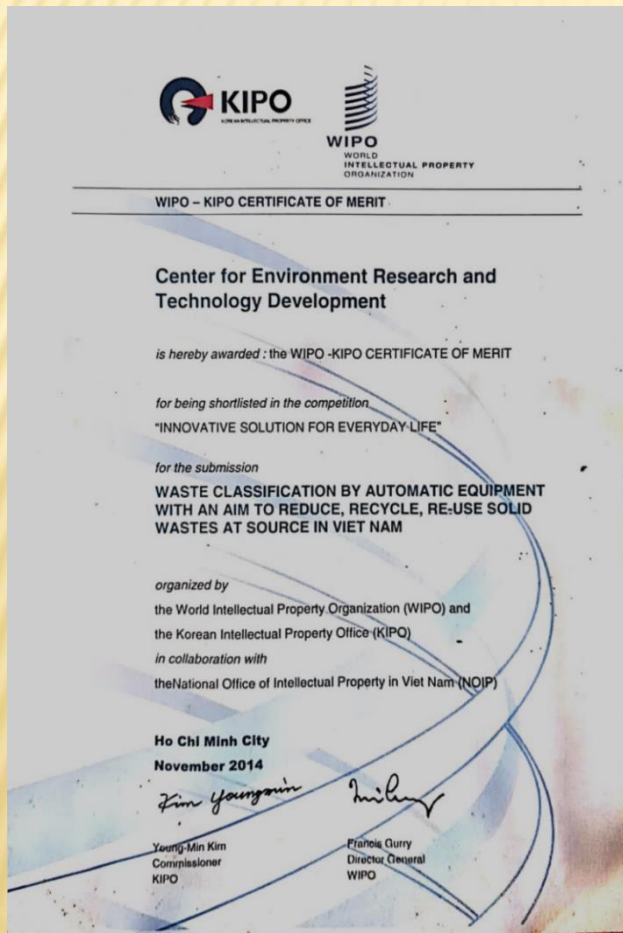 KIPO
KOREAN INTELLECTUAL PROPERTY OFFICE
WIPO
WORLD
INTELLECTUAL PROPERTY
ORGANIZATION
WIPO – KIPO CERTIFICATE OF MERIT
Center for Environment Research and
Technology Development
is hereby awarded : the WIPO -KIPO CERTIFICATE OF MERIT
for being shortlisted in the competition
"INNOVATIVE SOLUTION FOR EVERYDAY LIFE"
for the submission
WASTE CLASSIFICATION BY AUTOMATIC EQUIPMENT
WITH AN AIM TO REDUCE, RECYCLE, RE-USE SOLID
WASTES AT SOURCE IN VIET NAM
organized by
the World Intellectual Property Organization (WIPO) and
the Korean Intellectual Property Office (KIPO)
in collaboration with
theNational Office of Intellectual Property in Viet Nam (NOIP)
Ho Chi Minh City
November 2014
Kim Youngmin
Young-Min Kim
Commissioner
KIPO
Francis Gurry
Director General
WIPO